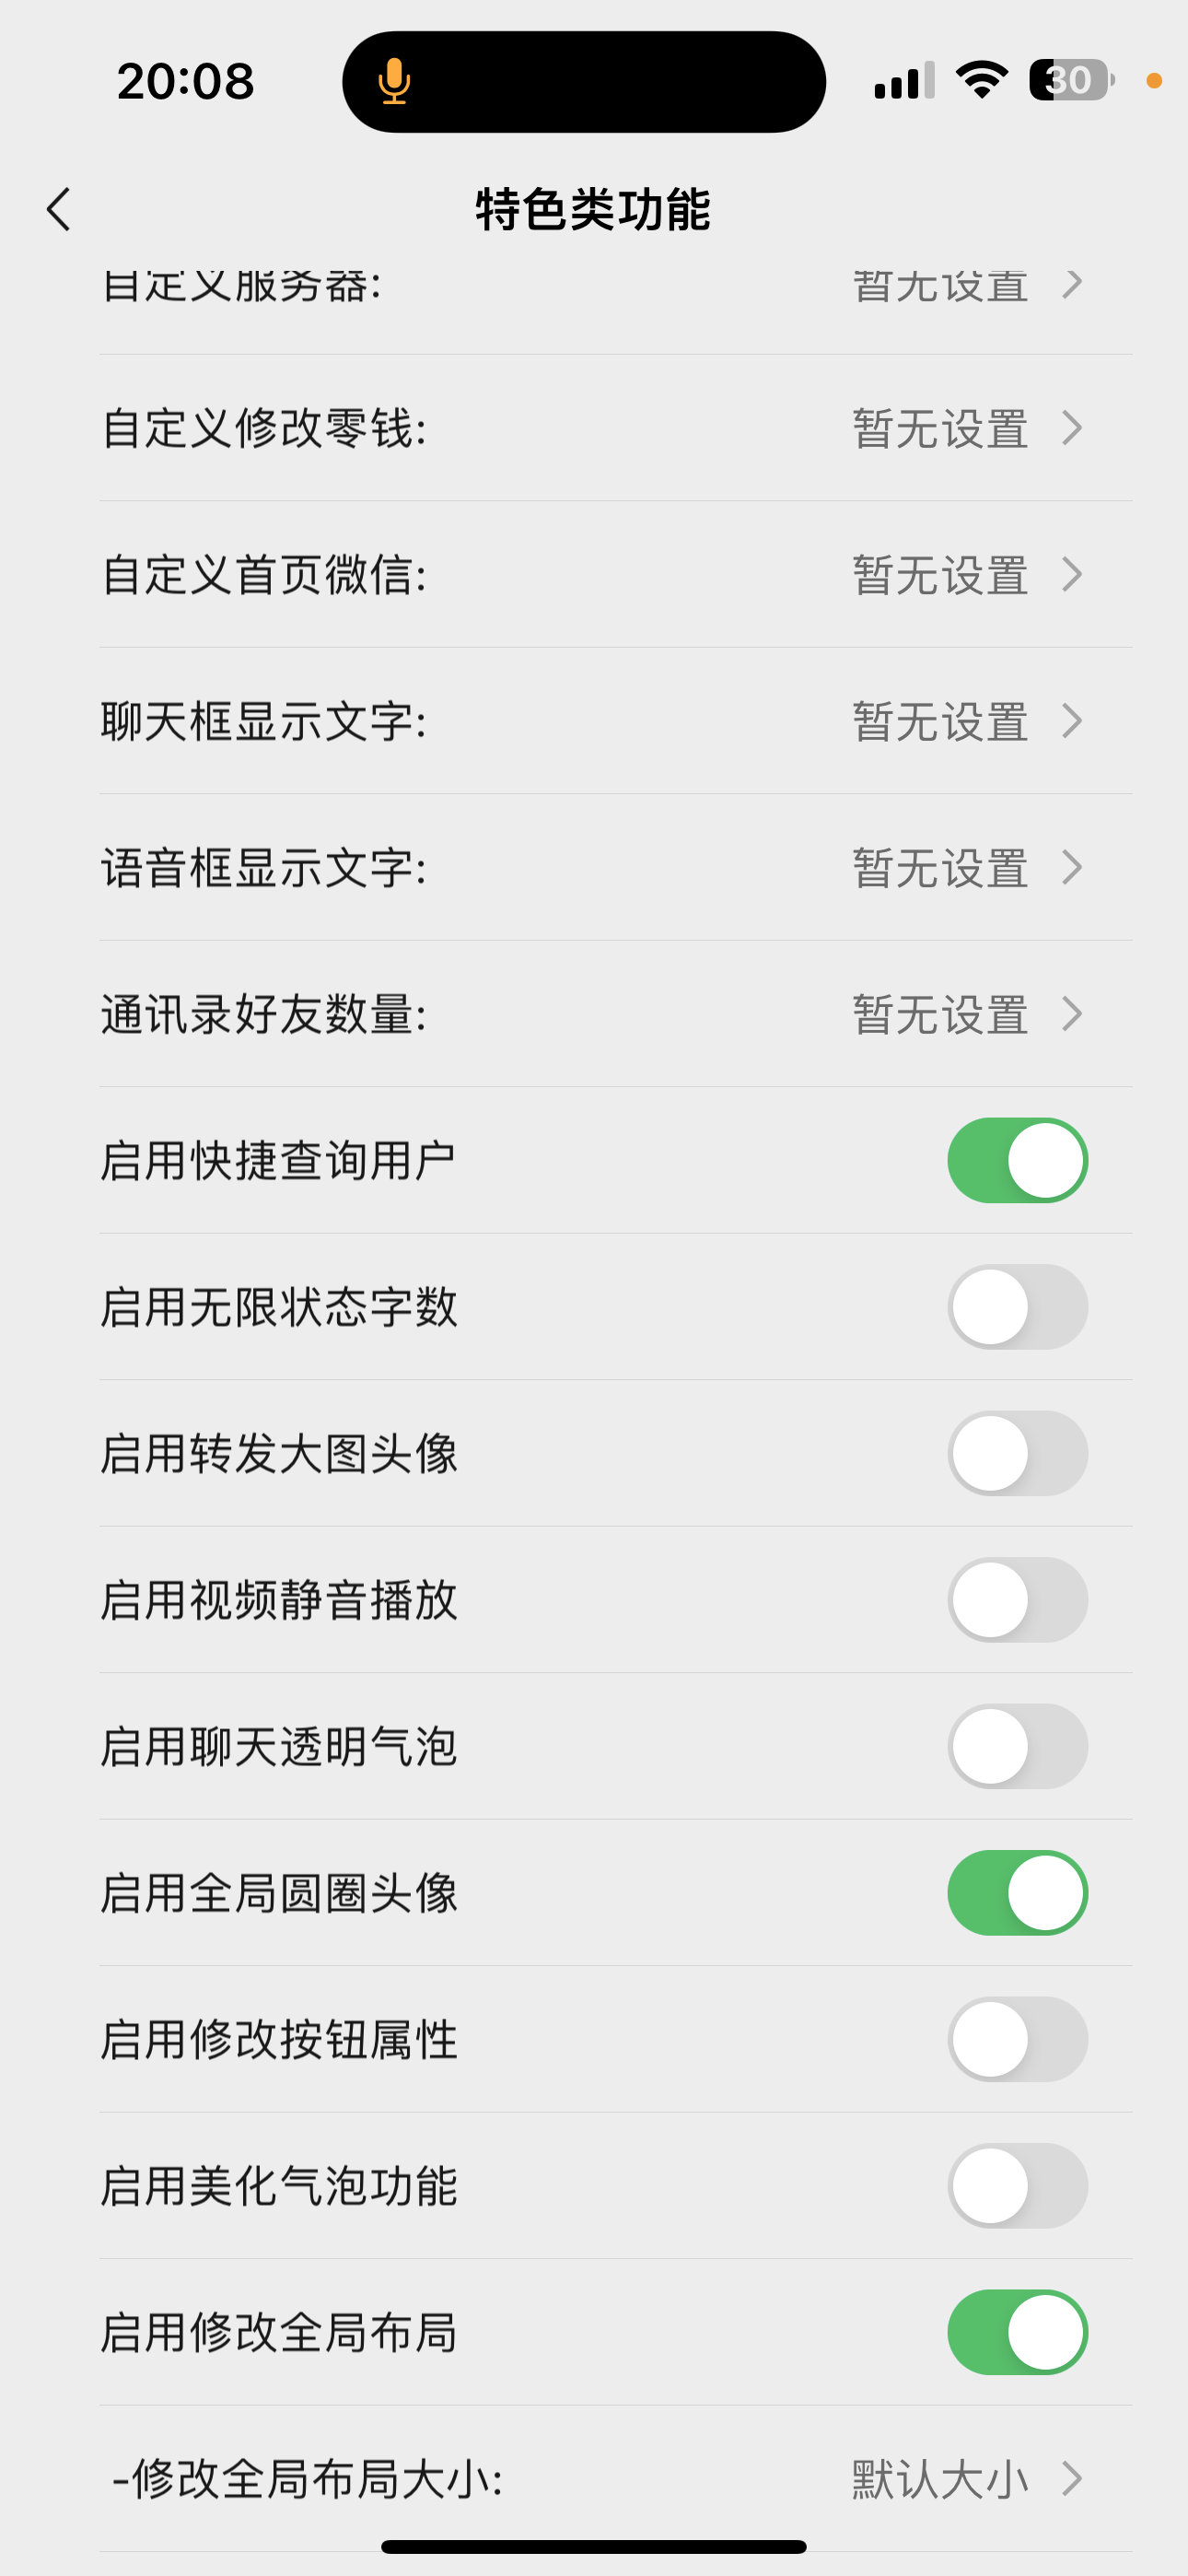 20:08
30
特色类功能
自定义服务器:
暂无设置
自定义修改零钱:
暂无设置
自定义首页微信:
暂无设置
聊天框显示文字:
暂无设置
语音框显示文字:
暂无设置
通讯录好友数量:
暂无设置
启用快捷查询用户
启用无限状态字数
启用转发大图头像
启用视频静音播放
启用聊天透明气泡
启用全局圆圈头像
启用修改按钮属性
启用美化气泡功能
启用修改全局布局
-修改全局布局大小:
默认大小